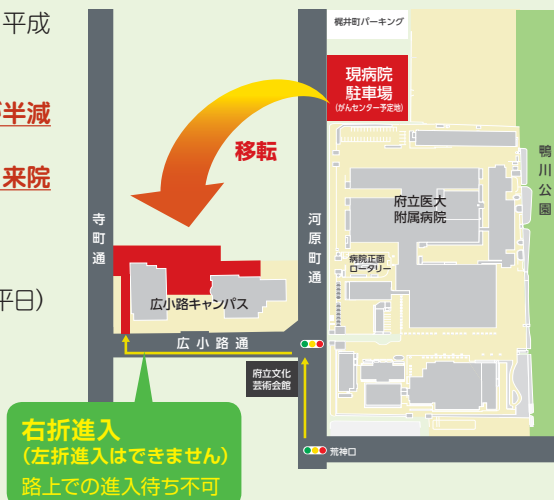 平成
半減
来院
平日）
梶井町パーキング
現病院
駐車場
（がんセンター予定地）
移転
寺町通
河原町通
鴨川公園
府立医大
附属病院
病院正面
ロータリー
広小路キャンパス
広小路通
府立文化
芸術会館
荒神口
右折進入
（左折進入はできません）
路上での進入待ち不可